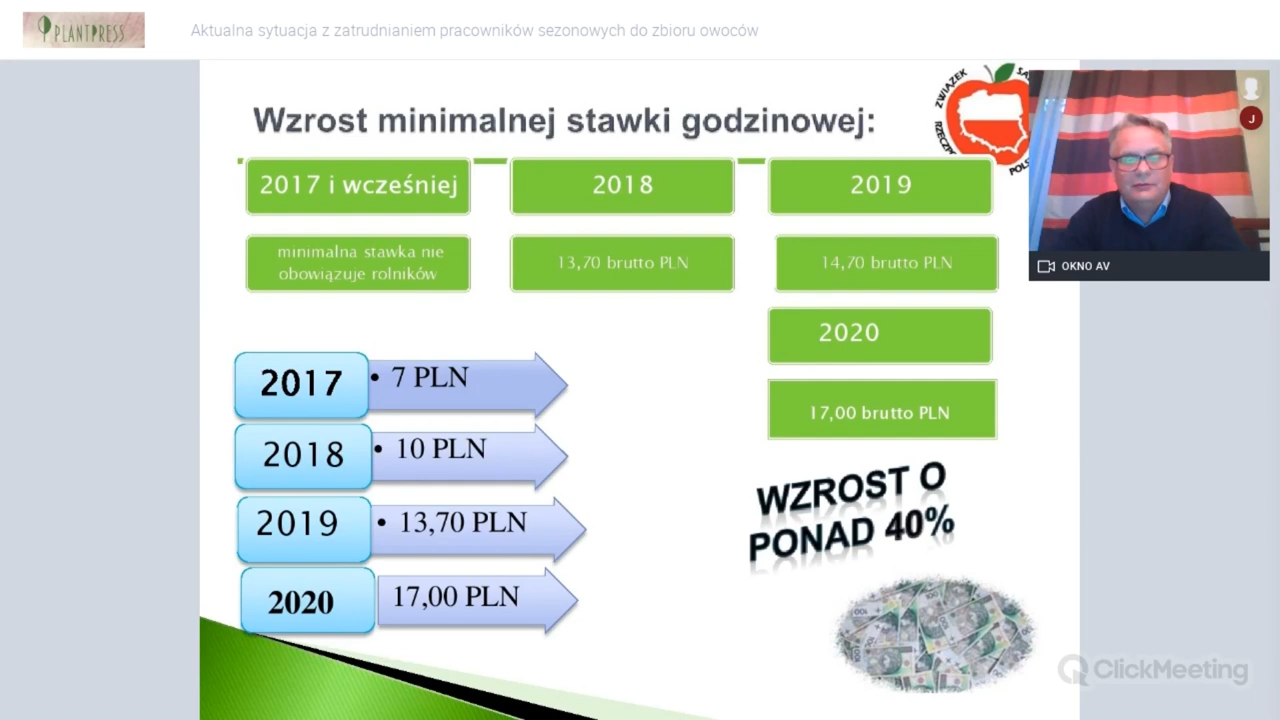 PLANTPRESS
Aktualna sytuacja z zatrudnianiem pracowników sezonowych do zbioru owoców
Wzrost minimalnej stawki godzinowej:
ZWIĄZEK
J
2017 i wcześniej
2018
2019
minimalna stawka nie
obowiązuje rolników
13,70 brutto PLN
14,70 brutto PLN
OKNO AV
2020
17,00 brutto PLN
2017
• 7 PLN
2018
• 10 PLN
2019
• 13,70 PLN
2020
17,00 PLN
WZROST O
PONAD 40%
ClickMeeting